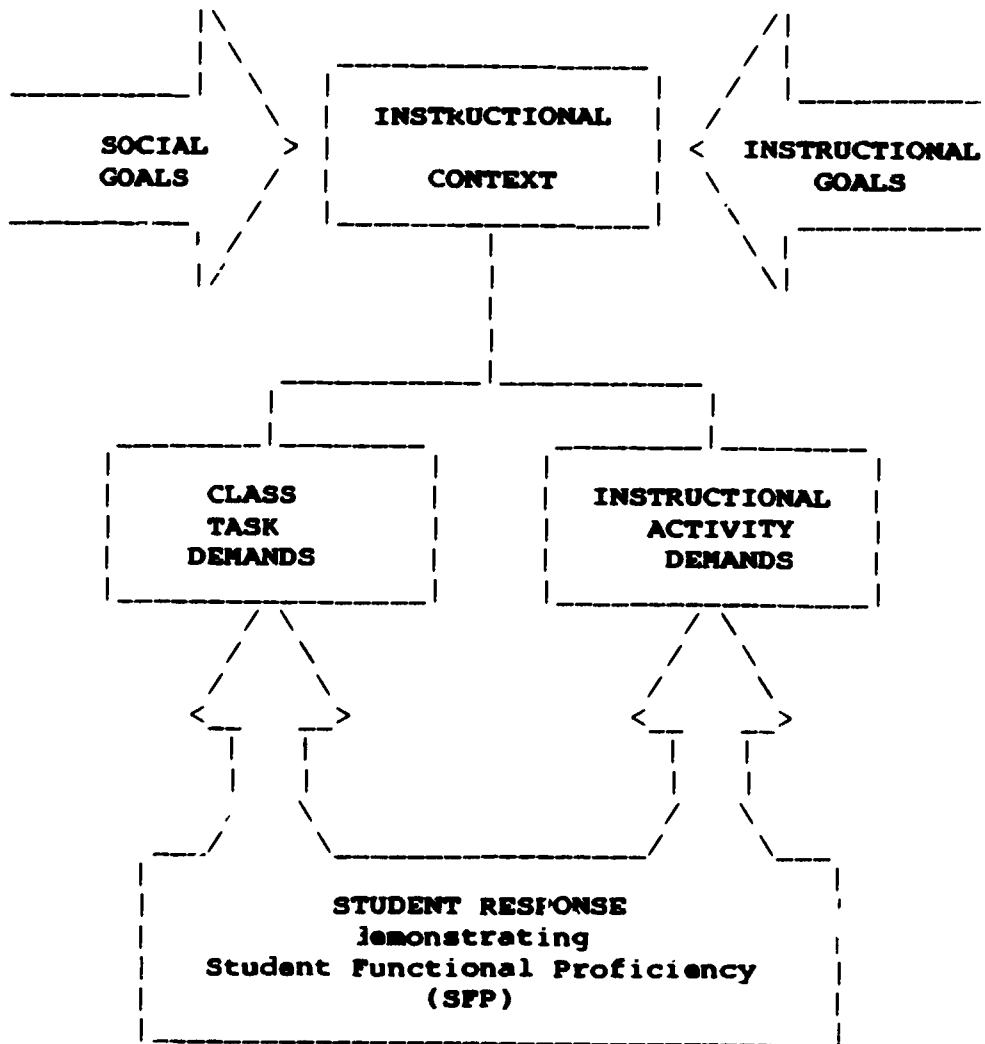 SOCIAL
GOALS
INSTRUCTIONAL
CONTEXT
INSTRUCTIONAL
GOALS
CLASS
TASK
DEMANDS
INSTRUCTIONAL
ACTIVITY
DEMANDS
STUDENT RESPONSE
demonstrating
Student Functional Proficiency
(SFP)